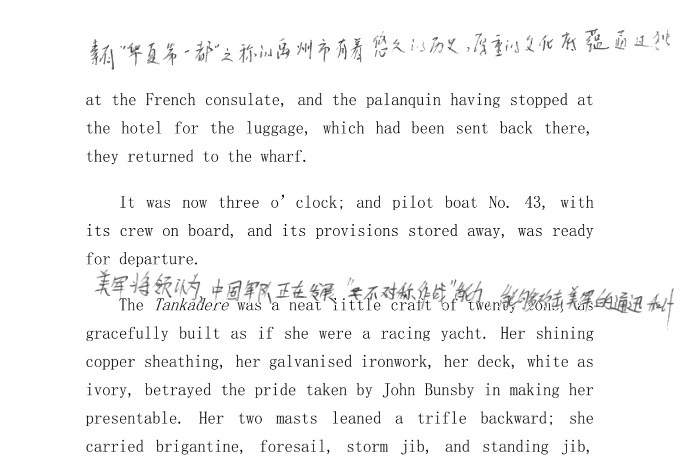 素有"华夏第一都"之称的禹州市有着悠久的历史,厚重的文化底蕴通过
at the French consulate, and the palanquin having stopped at
the hotel for the luggage, which had been sent back there,
they returned to the wharf.
It was now three o’clock; and pilot boat No. 43, with
its crew on board, and its provisions stored away, was ready
for departure.
美军将领认为,中国军队正在发展"不对称作战"能力,能够攻击美军的通迅和
The Tankadere was a neat little craft of twenty tons, as
gracefully built as if she were a racing yacht. Her shining
copper sheathing, her galvanised ironwork, her deck, white as
ivory, betrayed the pride taken by John Bunsby in making her
presentable. Her two masts leaned a trifle backward; she
carried brigantine, foresail, storm jib, and standing jib,